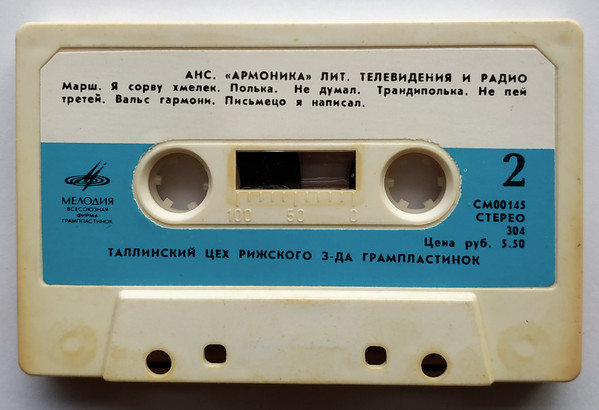 АНС. «АРМОНИКА» ЛИТ. ТЕЛЕВИДЕНИЯ И РАДИО
Марш. Я сорву хмелек. Полька. Не думал. Трандиполька. Не пей
третей. Вальс гармони. Письмецо я написал.
МЕЛОДИЯ
ВСЕСОЮЗНАЯ
ФИРМА
ГРАМПЛАСТИНОК
100 50 0
2
СМ00145
СТЕРЕО
304
Цена руб. 5.50
ТАЛЛИНСКИЙ ЦЕХ РИЖСКОГО З-ДА ГРАМПЛАСТИНОК